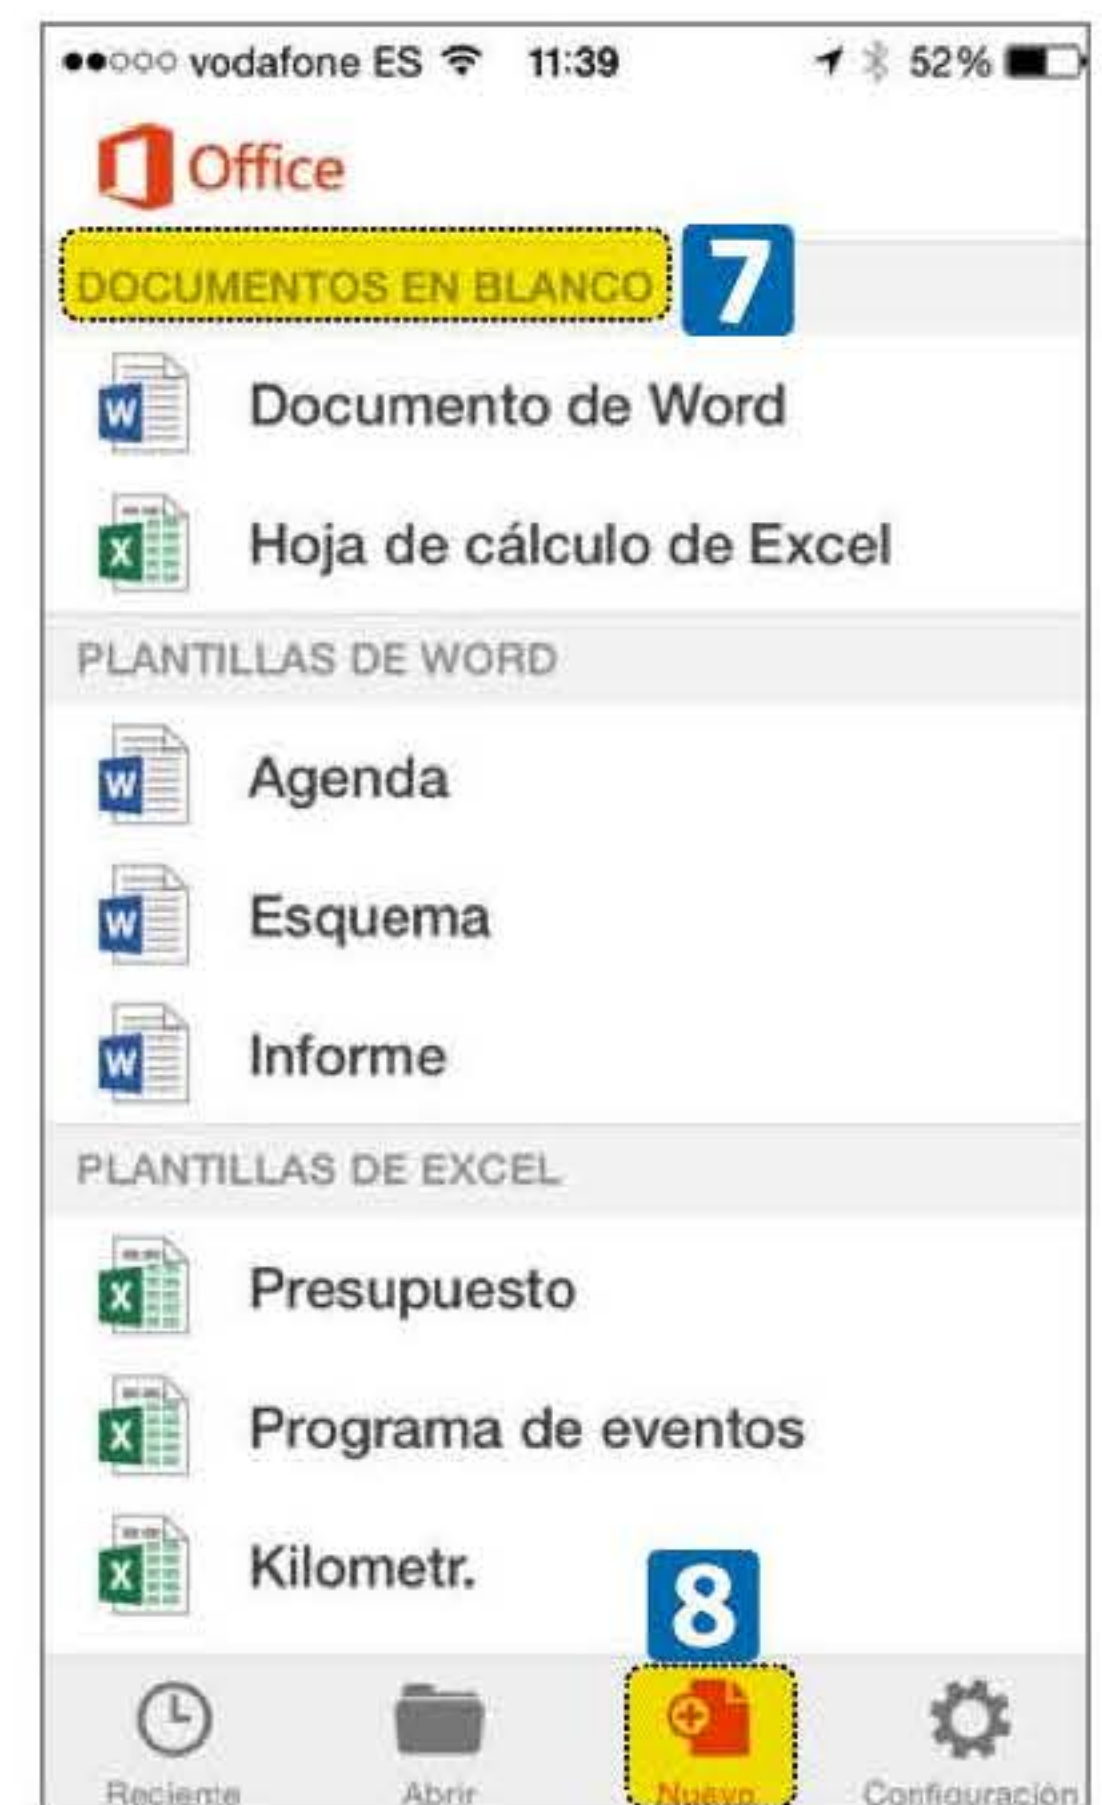 vodafone ES 11:39 52%
Office
DOCUMENTOS EN BLANCO 7
Documento de Word
Hoja de cálculo de Excel
PLANTILLAS DE WORD
Agenda
Esquema
Informe
PLANTILLAS DE EXCEL
Presupuesto
Programa de eventos
Kilometr.
8
Reciente Abrir Nuevo Configuración